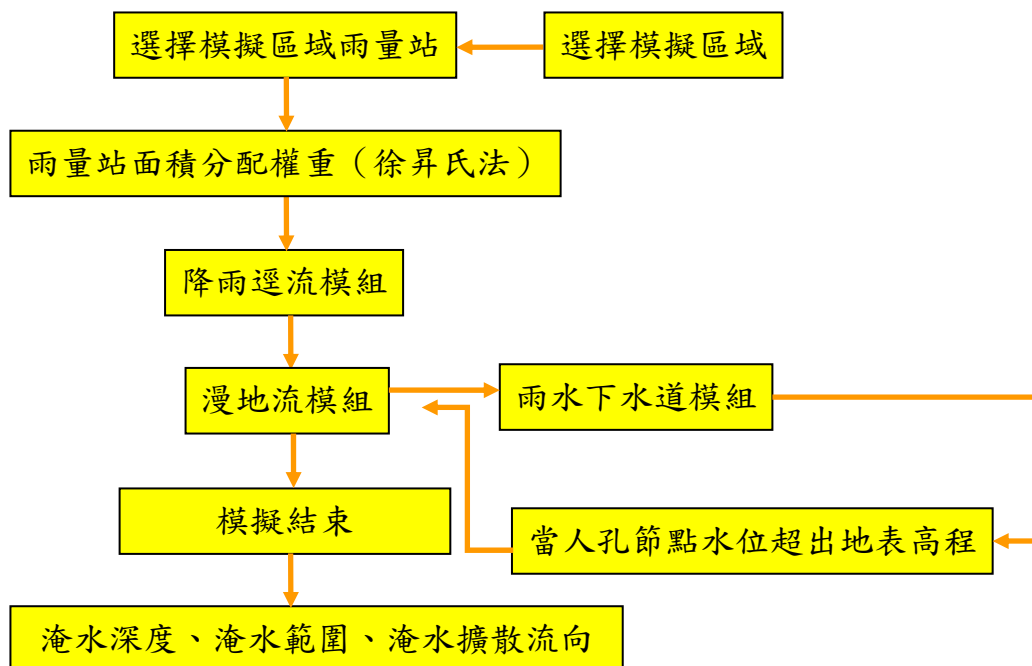 選擇模擬區域雨量站
選擇模擬區域
雨量站面積分配權重（徐昇氏法）
降雨逕流模組
漫地流模組
雨水下水道模組
模擬結束
當人孔節點水位超出地表高程
淹水深度、淹水範圍、淹水擴散流向